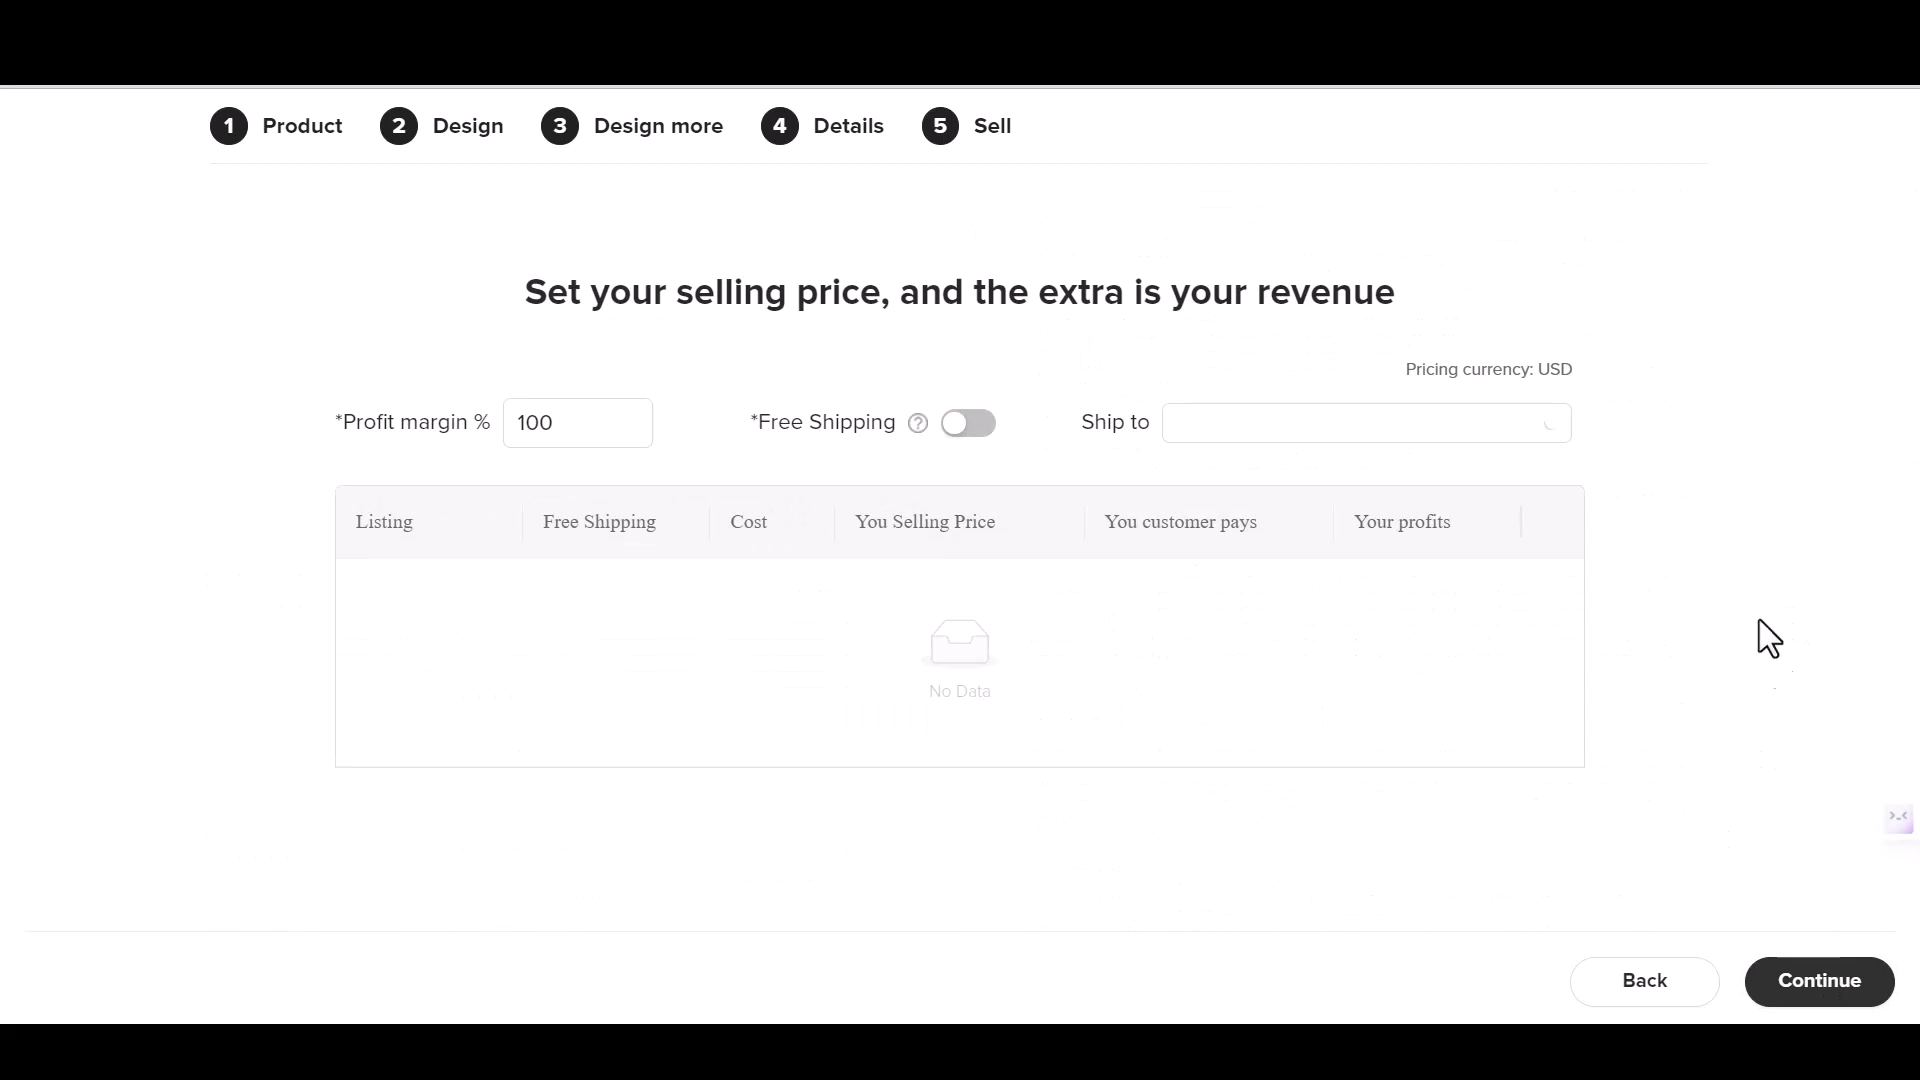 1 Product 2 Design 3 Design more 4 Details 5 Sell
Set your selling price, and the extra is your revenue
Pricing currency: USD
*Profit margin % 100 *Free Shipping ? Ship to
Listing Free Shipping Cost You Selling Price You customer pays Your profits
No Data
Back Continue